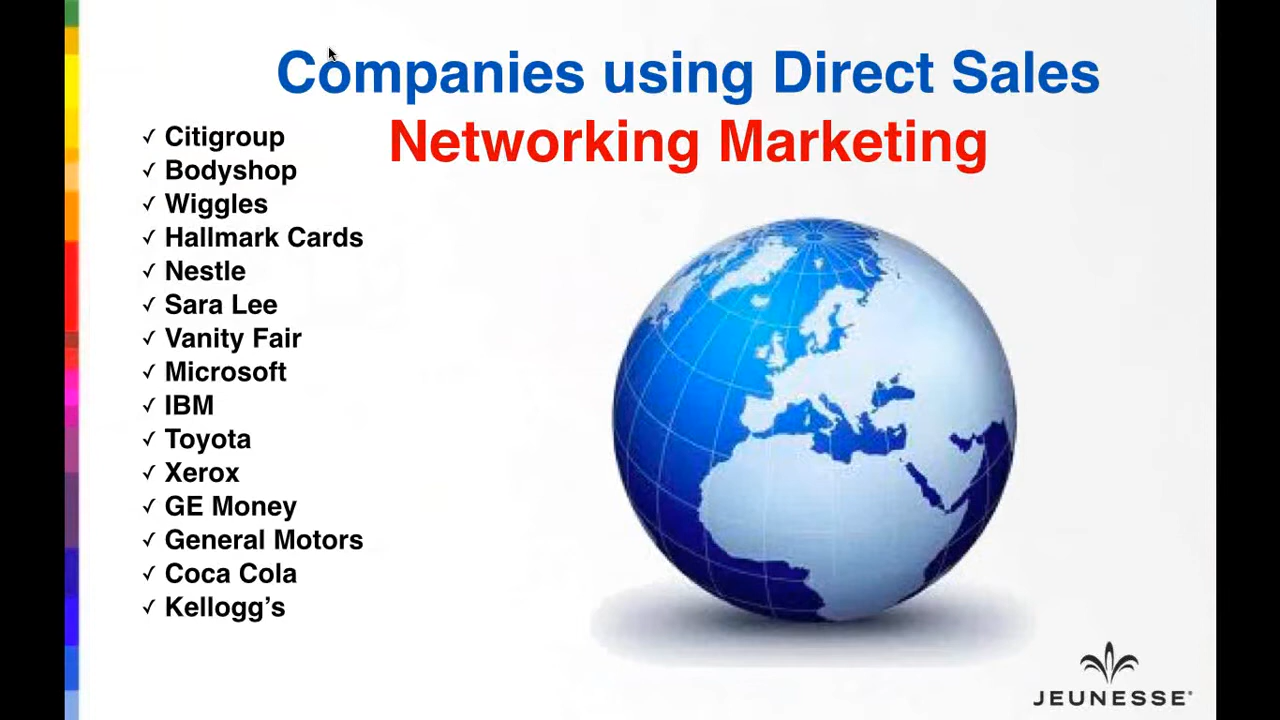 Companies using Direct Sales
Networking Marketing
✓ Citigroup
✓ Bodyshop
✓ Wiggles
✓ Hallmark Cards
✓ Nestle
✓ Sara Lee
✓ Vanity Fair
✓ Microsoft
✓ IBM
✓ Toyota
✓ Xerox
✓ GE Money
✓ General Motors
✓ Coca Cola
✓ Kellogg’s
JEUNESSE®